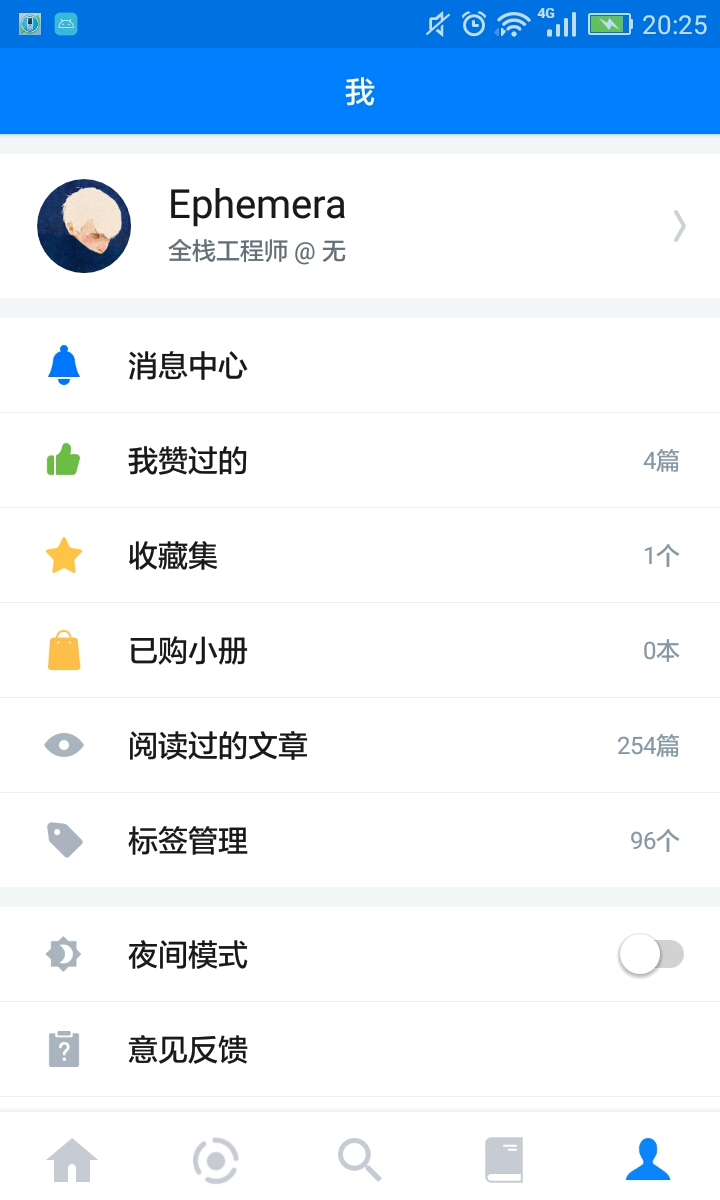 4G 20:25
我
Ephemera
全栈工程师 @ 无
消息中心
我赞过的 4篇
收藏集 1个
已购小册 0本
阅读过的文章 254篇
标签管理 96个
夜间模式
意见反馈